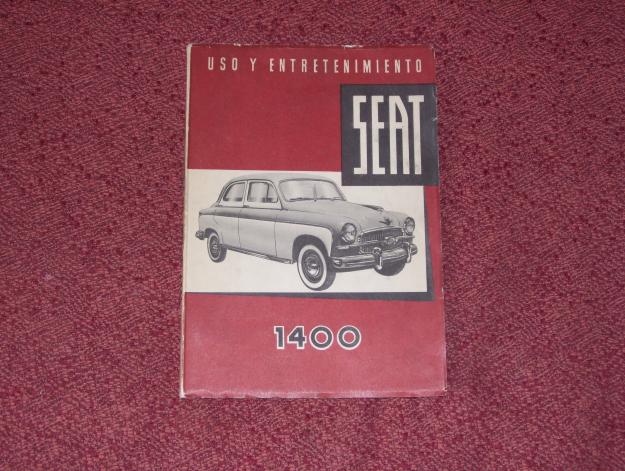 USO Y ENTRETENIMIENTO
SEAT
1400